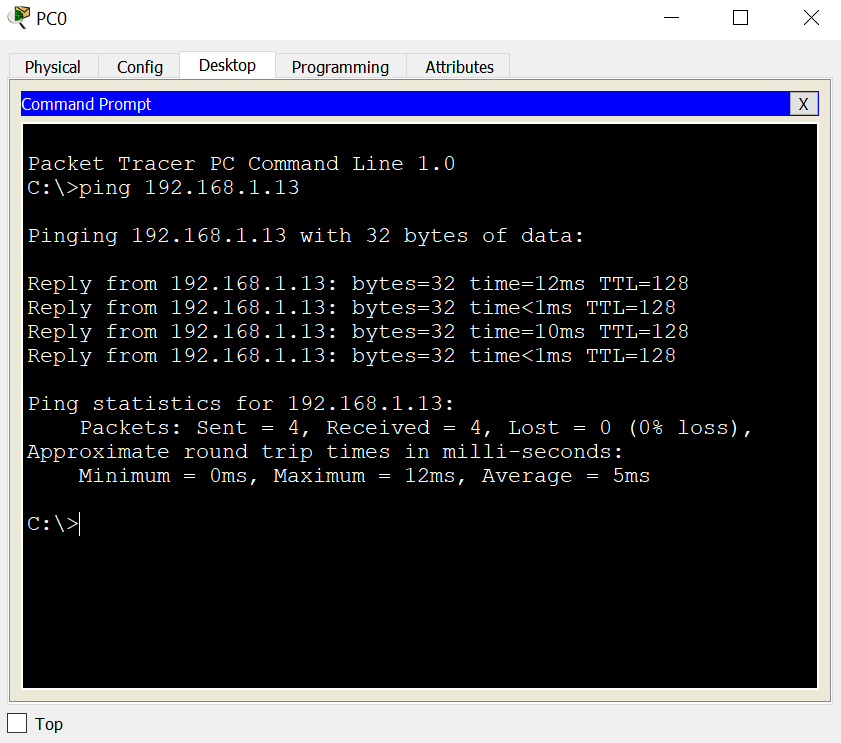 PC0
Physical Config Desktop Programming Attributes
Command Prompt X
Packet Tracer PC Command Line 1.0
C:\>ping 192.168.1.13
Pinging 192.168.1.13 with 32 bytes of data:
Reply from 192.168.1.13: bytes=32 time=12ms TTL=128
Reply from 192.168.1.13: bytes=32 time<1ms TTL=128
Reply from 192.168.1.13: bytes=32 time=10ms TTL=128
Reply from 192.168.1.13: bytes=32 time<1ms TTL=128
Ping statistics for 192.168.1.13:
    Packets: Sent = 4, Received = 4, Lost = 0 (0% loss),
Approximate round trip times in milli-seconds:
    Minimum = 0ms, Maximum = 12ms, Average = 5ms
C:\>
Top